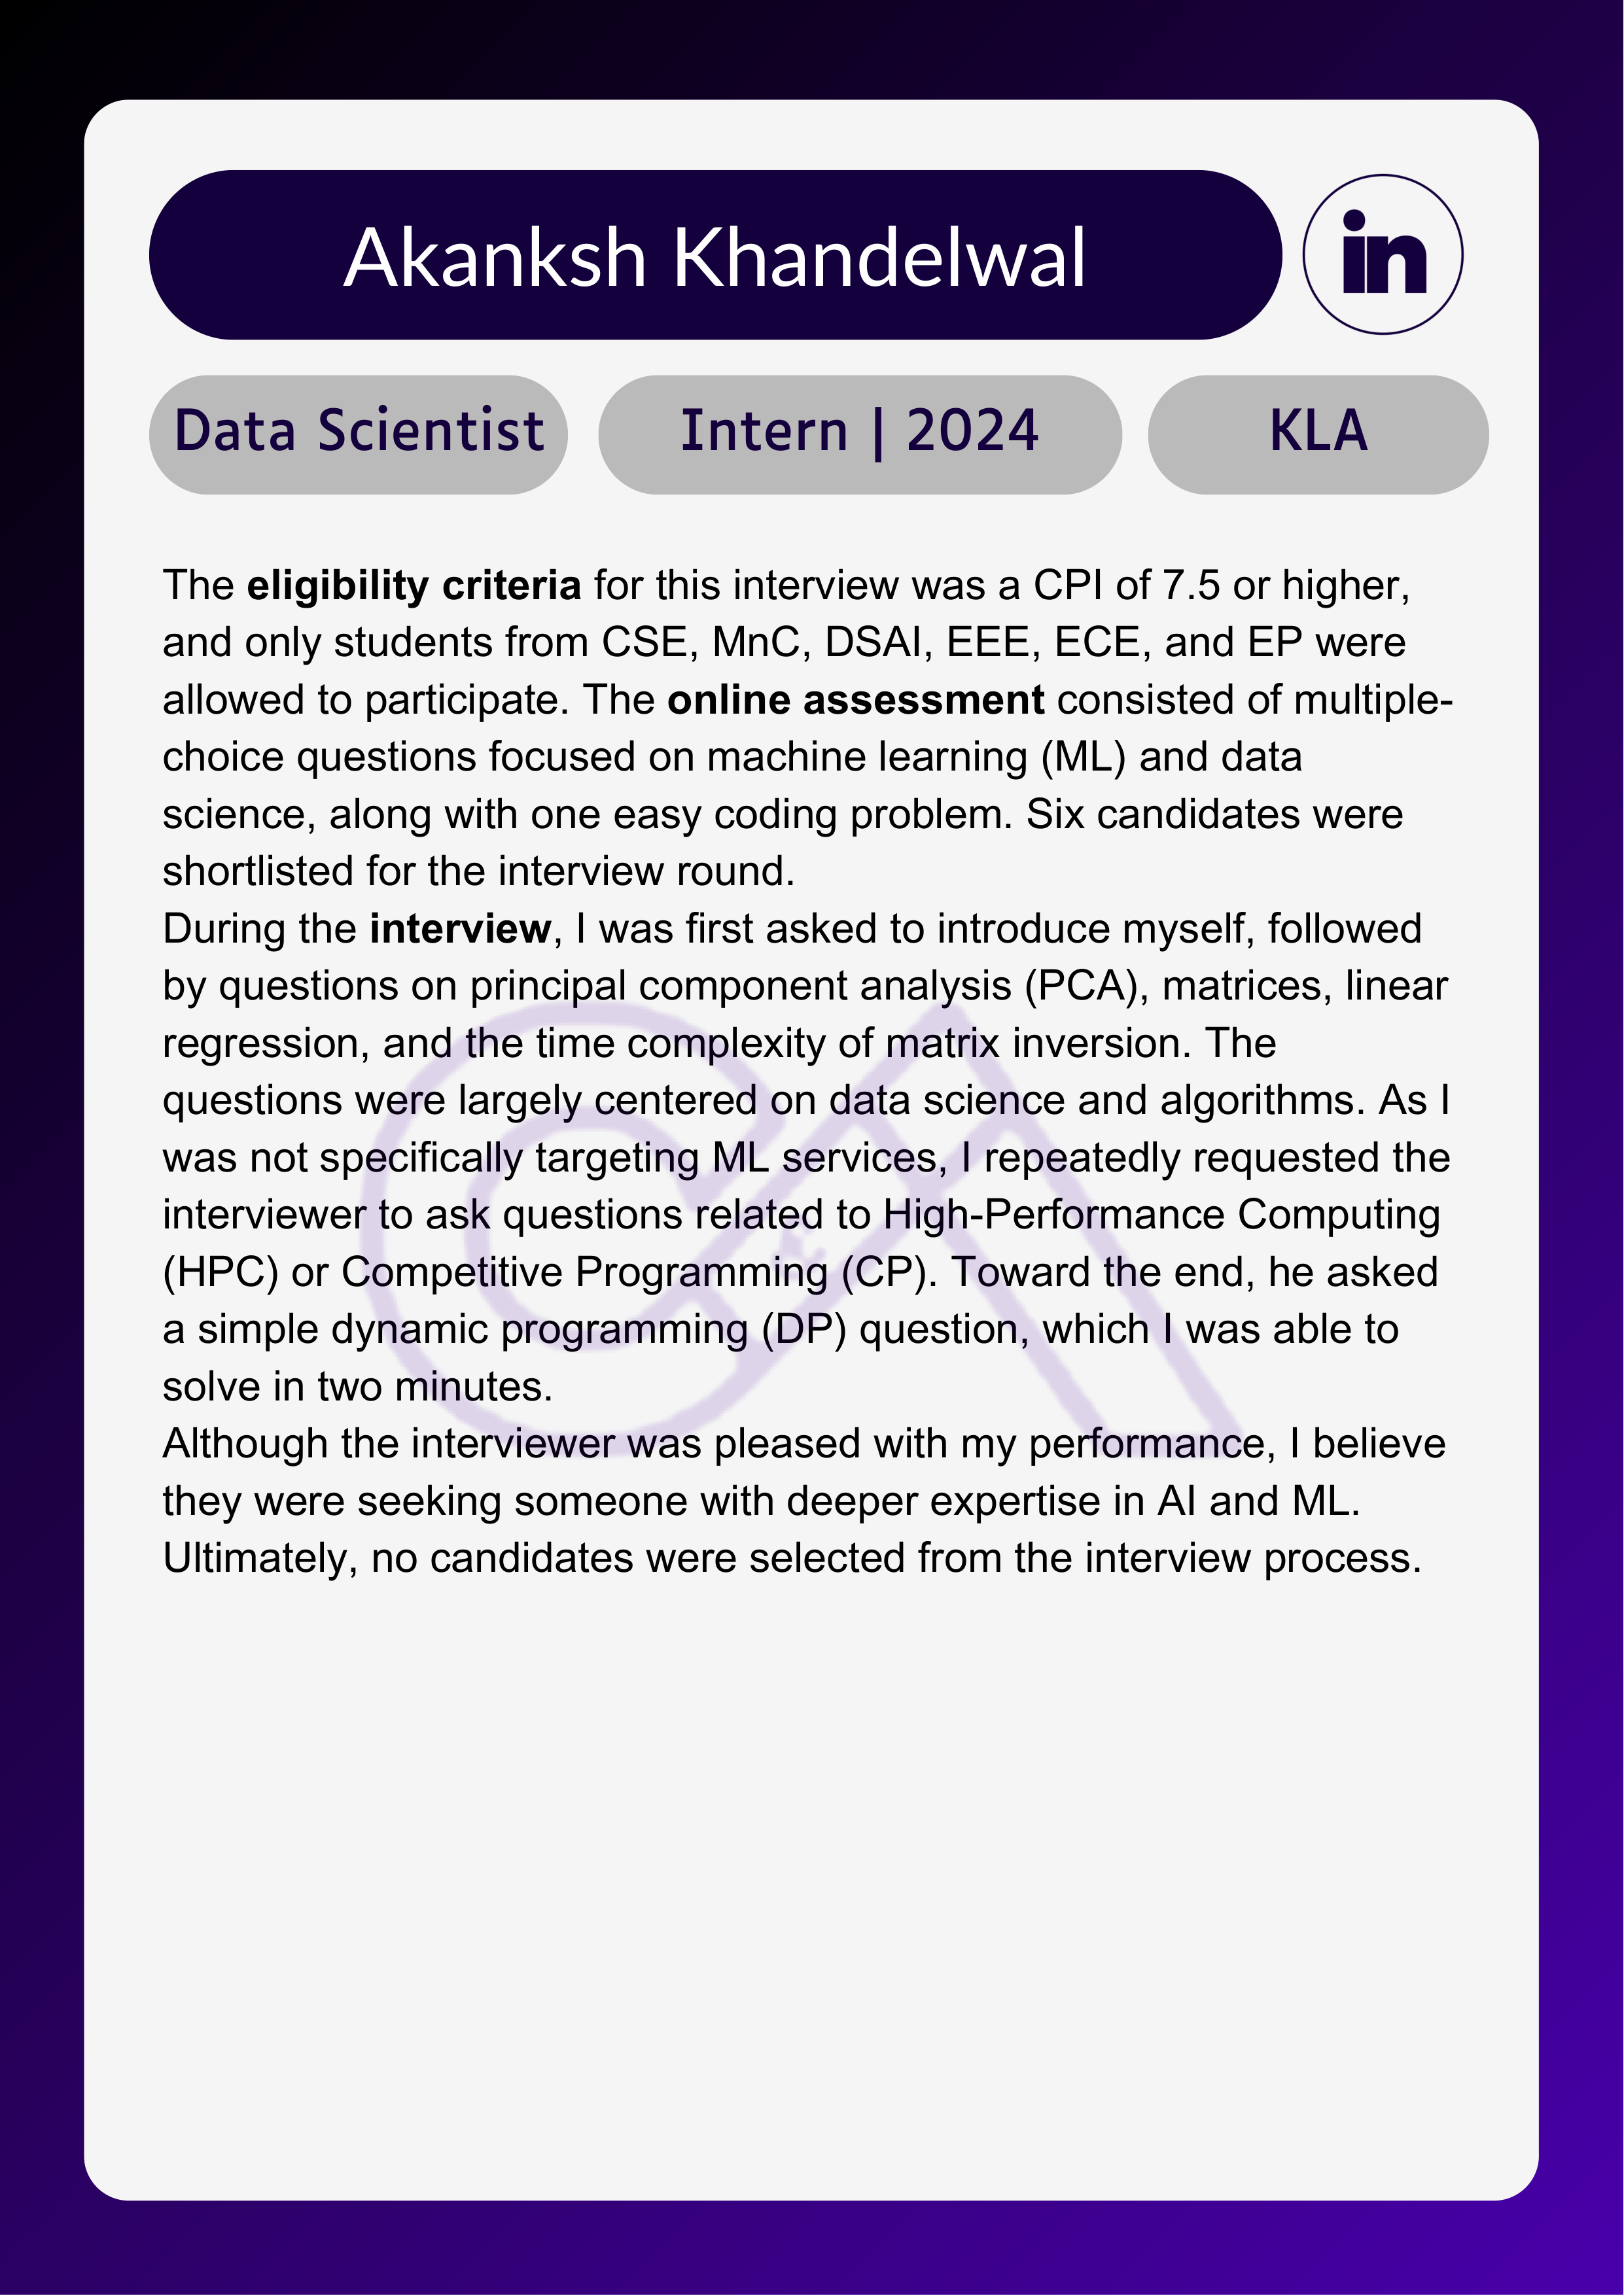 Akanksh Khandelwal
in
Data Scientist
Intern | 2024
KLA
The eligibility criteria for this interview was a CPI of 7.5 or higher,
and only students from CSE, MnC, DSAI, EEE, ECE, and EP were
allowed to participate. The online assessment consisted of multiple-
choice questions focused on machine learning (ML) and data
science, along with one easy coding problem. Six candidates were
shortlisted for the interview round.
During the interview, I was first asked to introduce myself, followed
by questions on principal component analysis (PCA), matrices, linear
regression, and the time complexity of matrix inversion. The
questions were largely centered on data science and algorithms. As I
was not specifically targeting ML services, I repeatedly requested the
interviewer to ask questions related to High-Performance Computing
(HPC) or Competitive Programming (CP). Toward the end, he asked
a simple dynamic programming (DP) question, which I was able to
solve in two minutes.
Although the interviewer was pleased with my performance, I believe
they were seeking someone with deeper expertise in AI and ML.
Ultimately, no candidates were selected from the interview process.